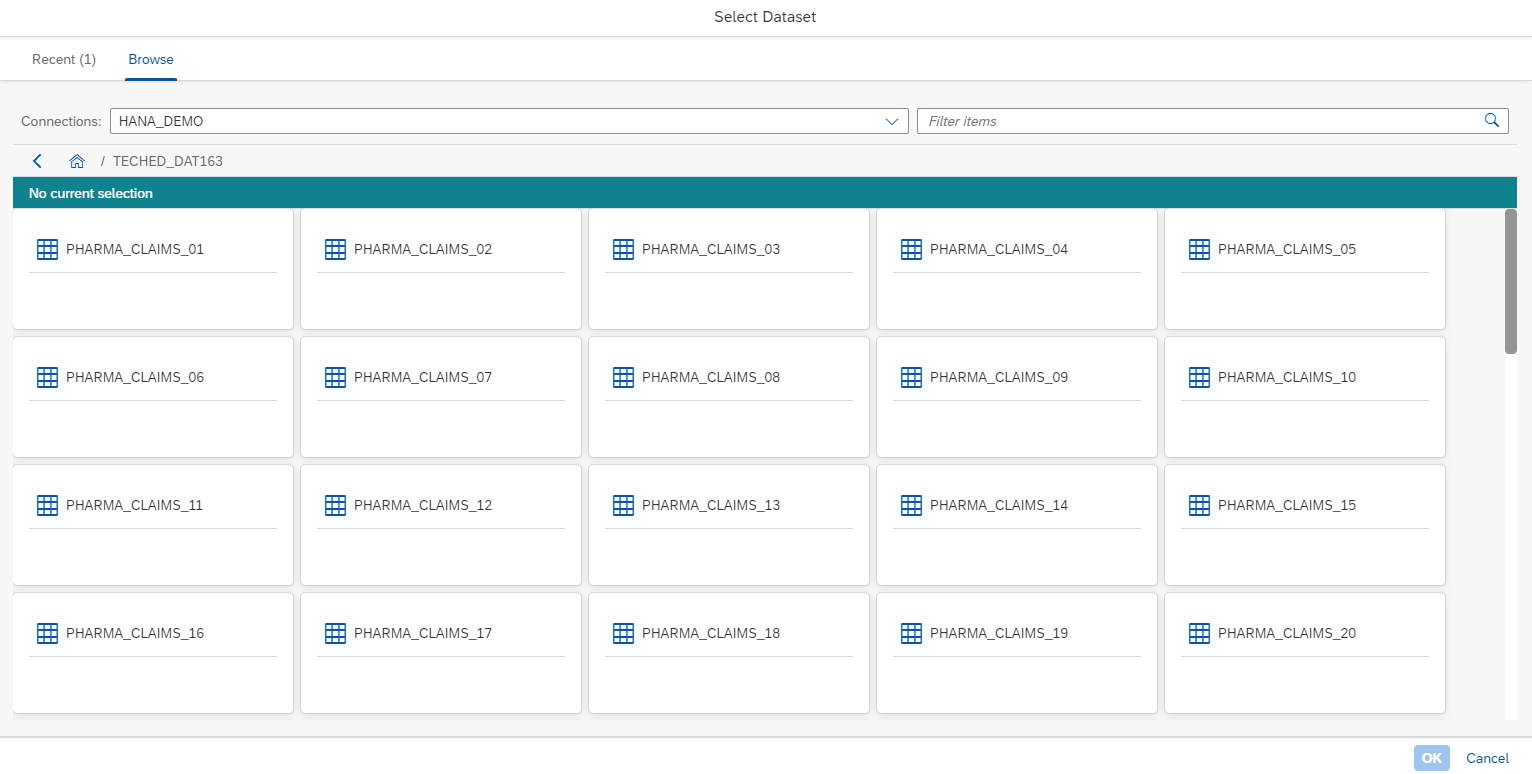 Select Dataset
Recent (1) Browse
Connections: HANA_DEMO Filter items
/ TECHED_DAT163
No current selection
PHARMA_CLAIMS_01 PHARMA_CLAIMS_02 PHARMA_CLAIMS_03 PHARMA_CLAIMS_04 PHARMA_CLAIMS_05
PHARMA_CLAIMS_06 PHARMA_CLAIMS_07 PHARMA_CLAIMS_08 PHARMA_CLAIMS_09 PHARMA_CLAIMS_10
PHARMA_CLAIMS_11 PHARMA_CLAIMS_12 PHARMA_CLAIMS_13 PHARMA_CLAIMS_14 PHARMA_CLAIMS_15
PHARMA_CLAIMS_16 PHARMA_CLAIMS_17 PHARMA_CLAIMS_18 PHARMA_CLAIMS_19 PHARMA_CLAIMS_20
OK Cancel